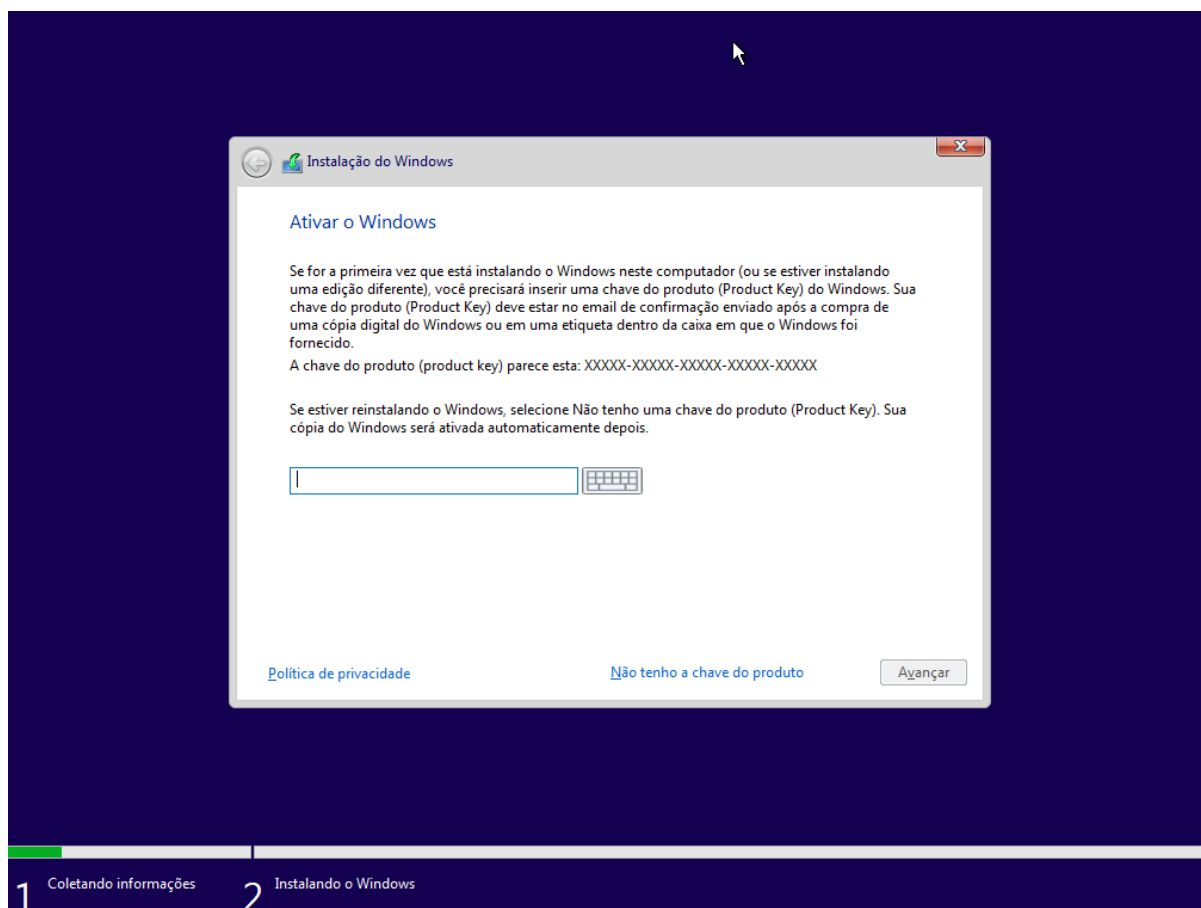 Instalação do Windows
Ativar o Windows
Se for a primeira vez que está instalando o Windows neste computador (ou se estiver instalando
uma edição diferente), você precisará inserir uma chave do produto (Product Key) do Windows. Sua
chave do produto (Product Key) deve estar no email de confirmação enviado após a compra de
uma cópia digital do Windows ou em uma etiqueta dentro da caixa em que o Windows foi
fornecido.
A chave do produto (product key) parece esta: XXXXX-XXXXX-XXXXX-XXXXX-XXXXX
Se estiver reinstalando o Windows, selecione Não tenho uma chave do produto (Product Key). Sua
cópia do Windows será ativada automaticamente depois.
Política de privacidade
Não tenho a chave do produto
Avançar
1 Coletando informações
2 Instalando o Windows